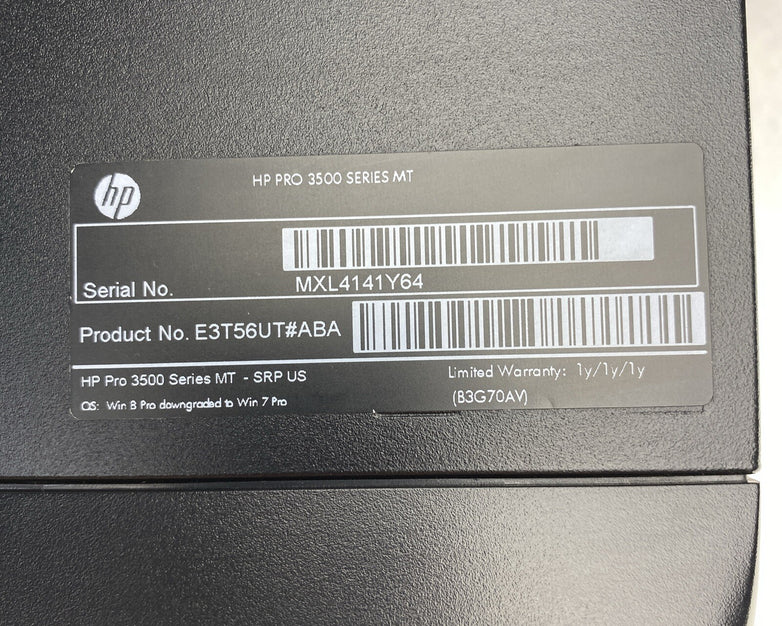 hp
HP PRO 3500 SERIES MT
Serial No.
MXL4141Y64
Product No. E3T56UT#ABA
HP Pro 3500 Series MT - SRP US
Limited Warranty: 1y/1y/1y
OS: Win 8 Pro downgraded to Win 7 Pro
(B3G70AV)